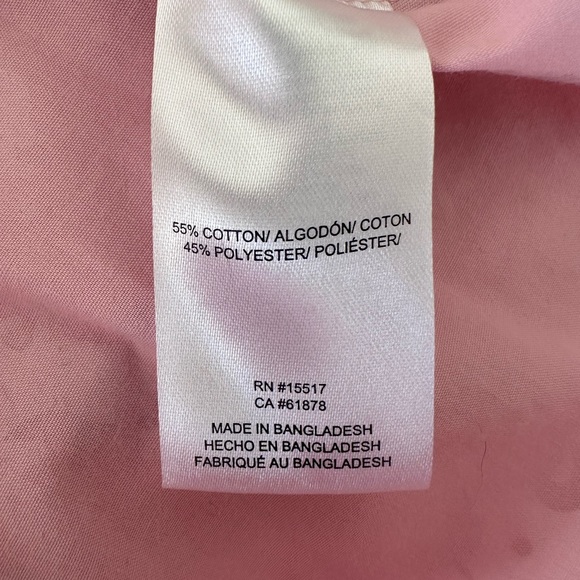 55% COTTON/ ALGODÓN/ COTON
45% POLYESTER/ POLIÉSTER/
RN #15517
CA #61878
MADE IN BANGLADESH
HECHO EN BANGLADESH
FABRIQUÉ AU BANGLADESH